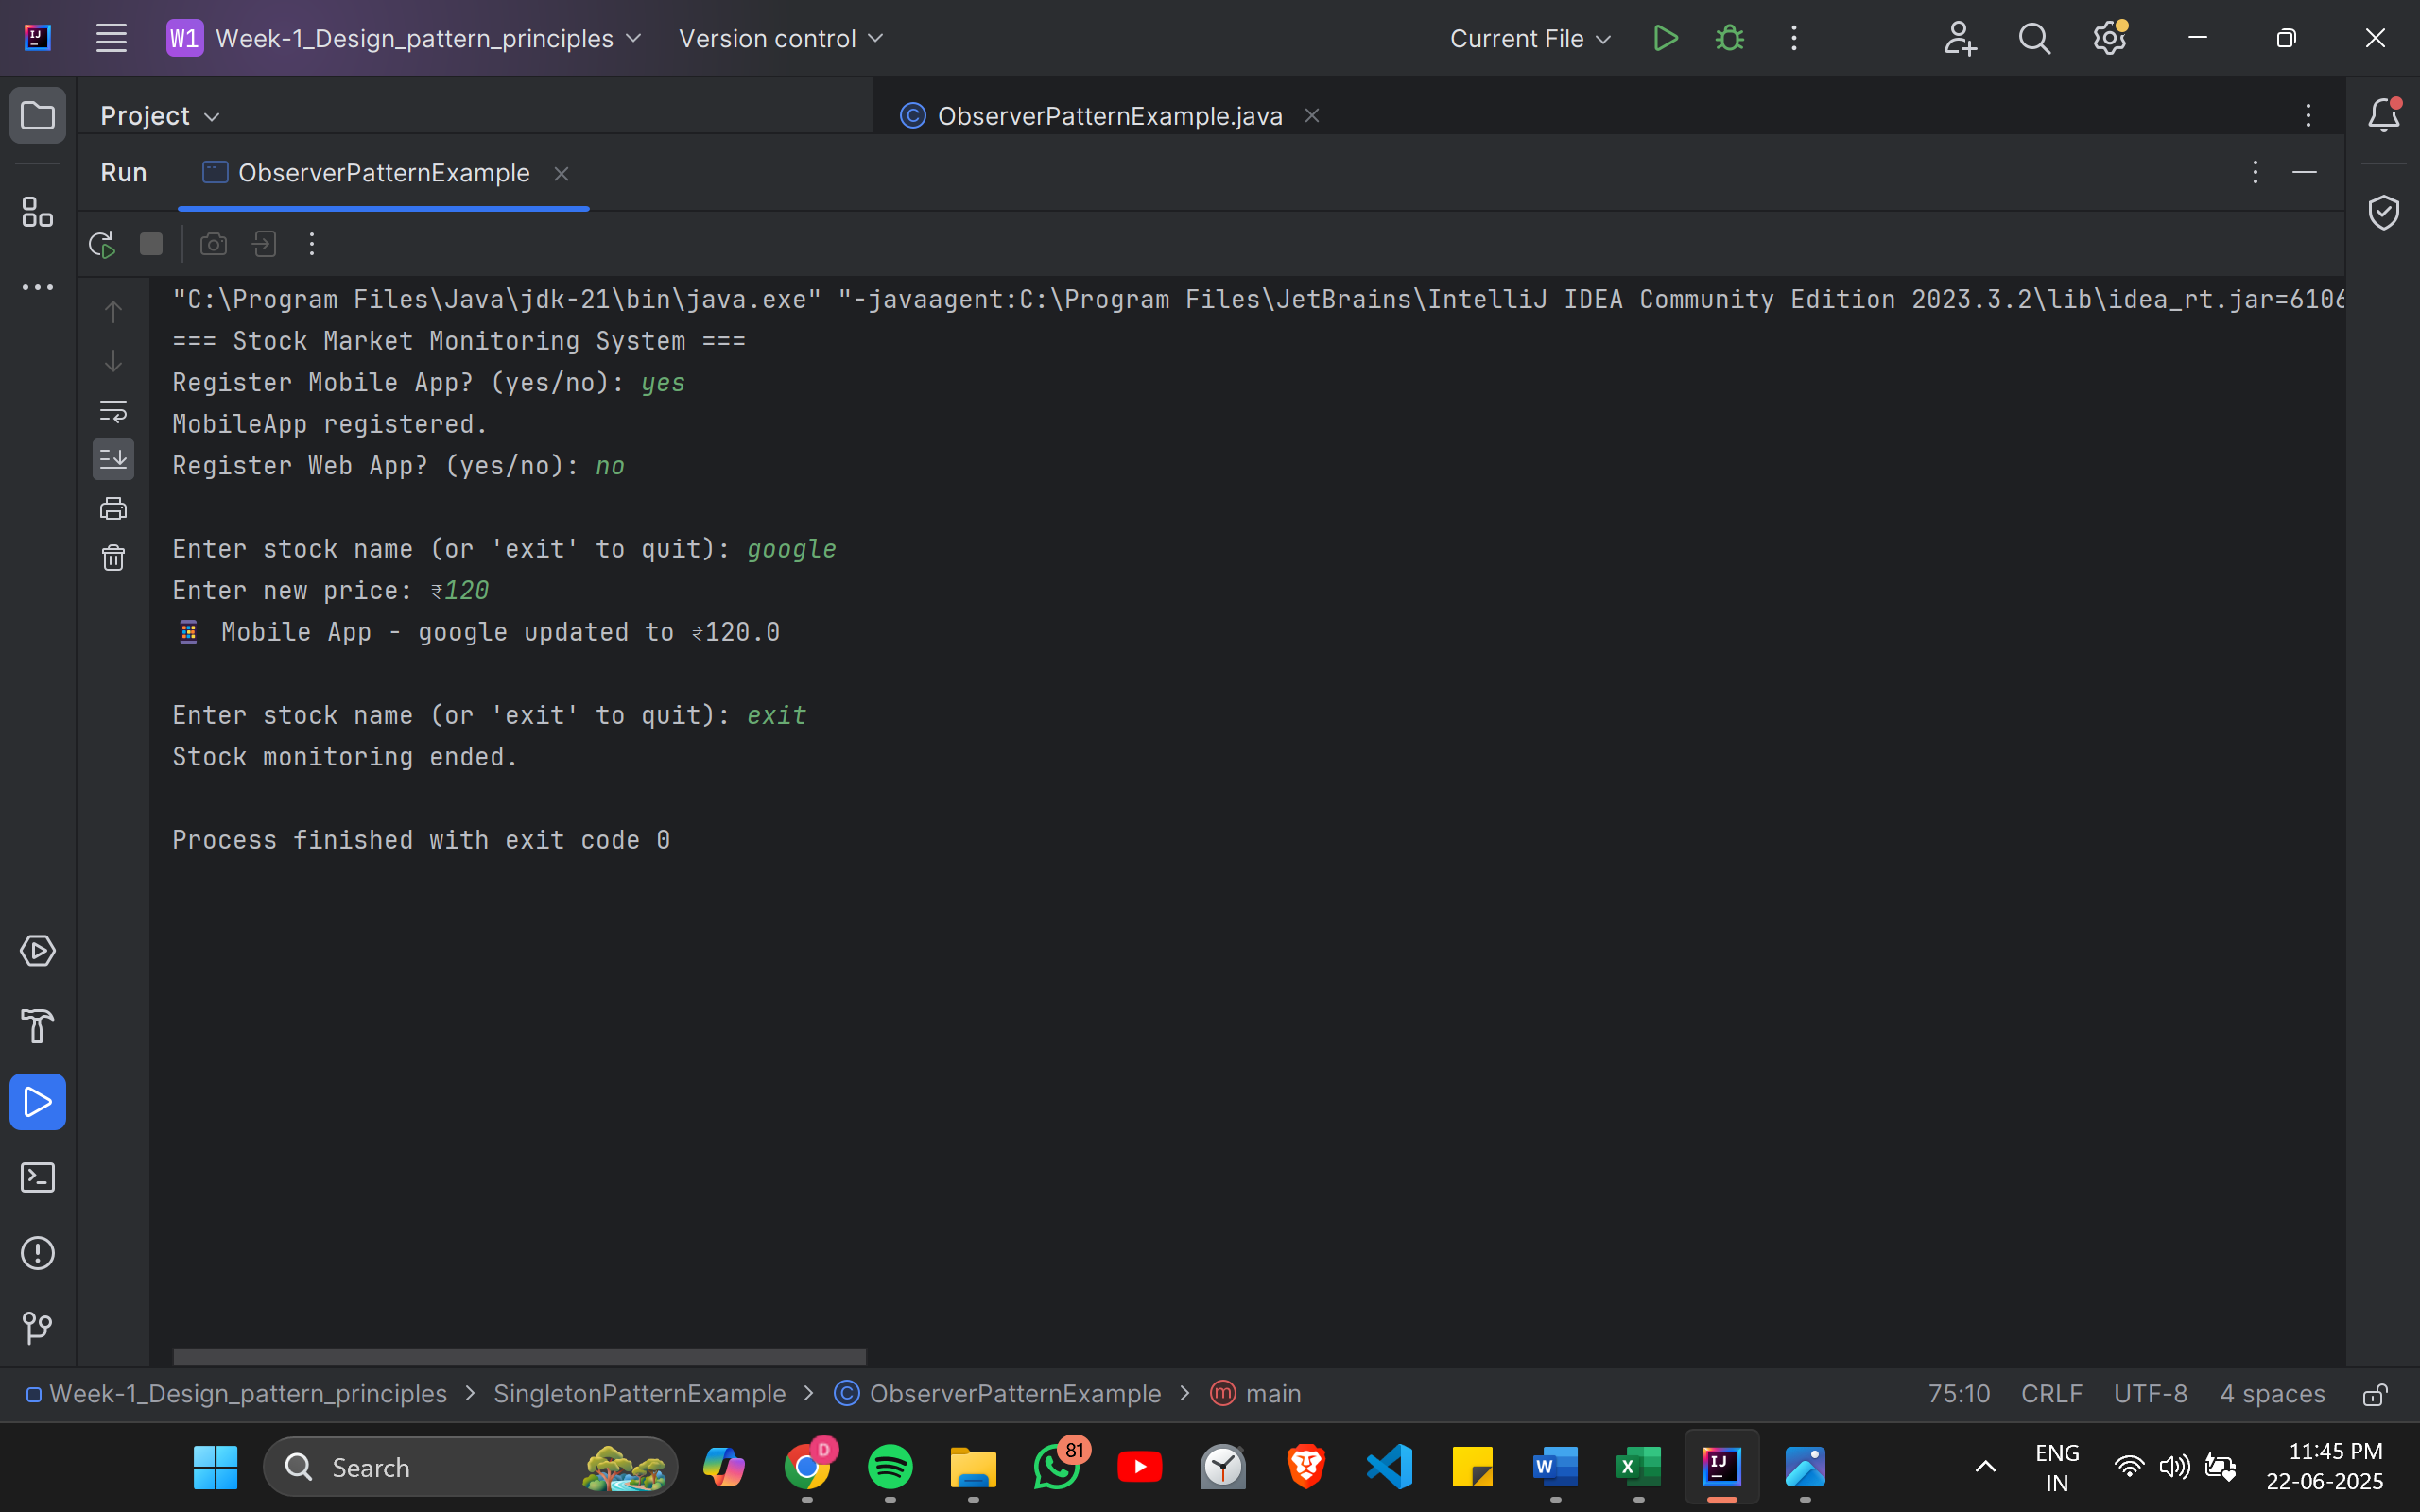 W1 Week-1_Design_pattern_principles Version control Current File
Project ObserverPatternExample.java
Run ObserverPatternExample
"C:\Program Files\Java\jdk-21\bin\java.exe" "-javaagent:C:\Program Files\JetBrains\IntelliJ IDEA Community Edition 2023.3.2\lib\idea_rt.jar=6106
=== Stock Market Monitoring System ===
Register Mobile App? (yes/no): yes
MobileApp registered.
Register Web App? (yes/no): no
Enter stock name (or 'exit' to quit): google
Enter new price: ₹120
Mobile App - google updated to ₹120.0
Enter stock name (or 'exit' to quit): exit
Stock monitoring ended.
Process finished with exit code 0
Week-1_Design_pattern_principles > SingletonPatternExample > ObserverPatternExample > main 75:10 CRLF UTF-8 4 spaces
Search D 81 ENG 11:45 PM
IN 22-06-2025